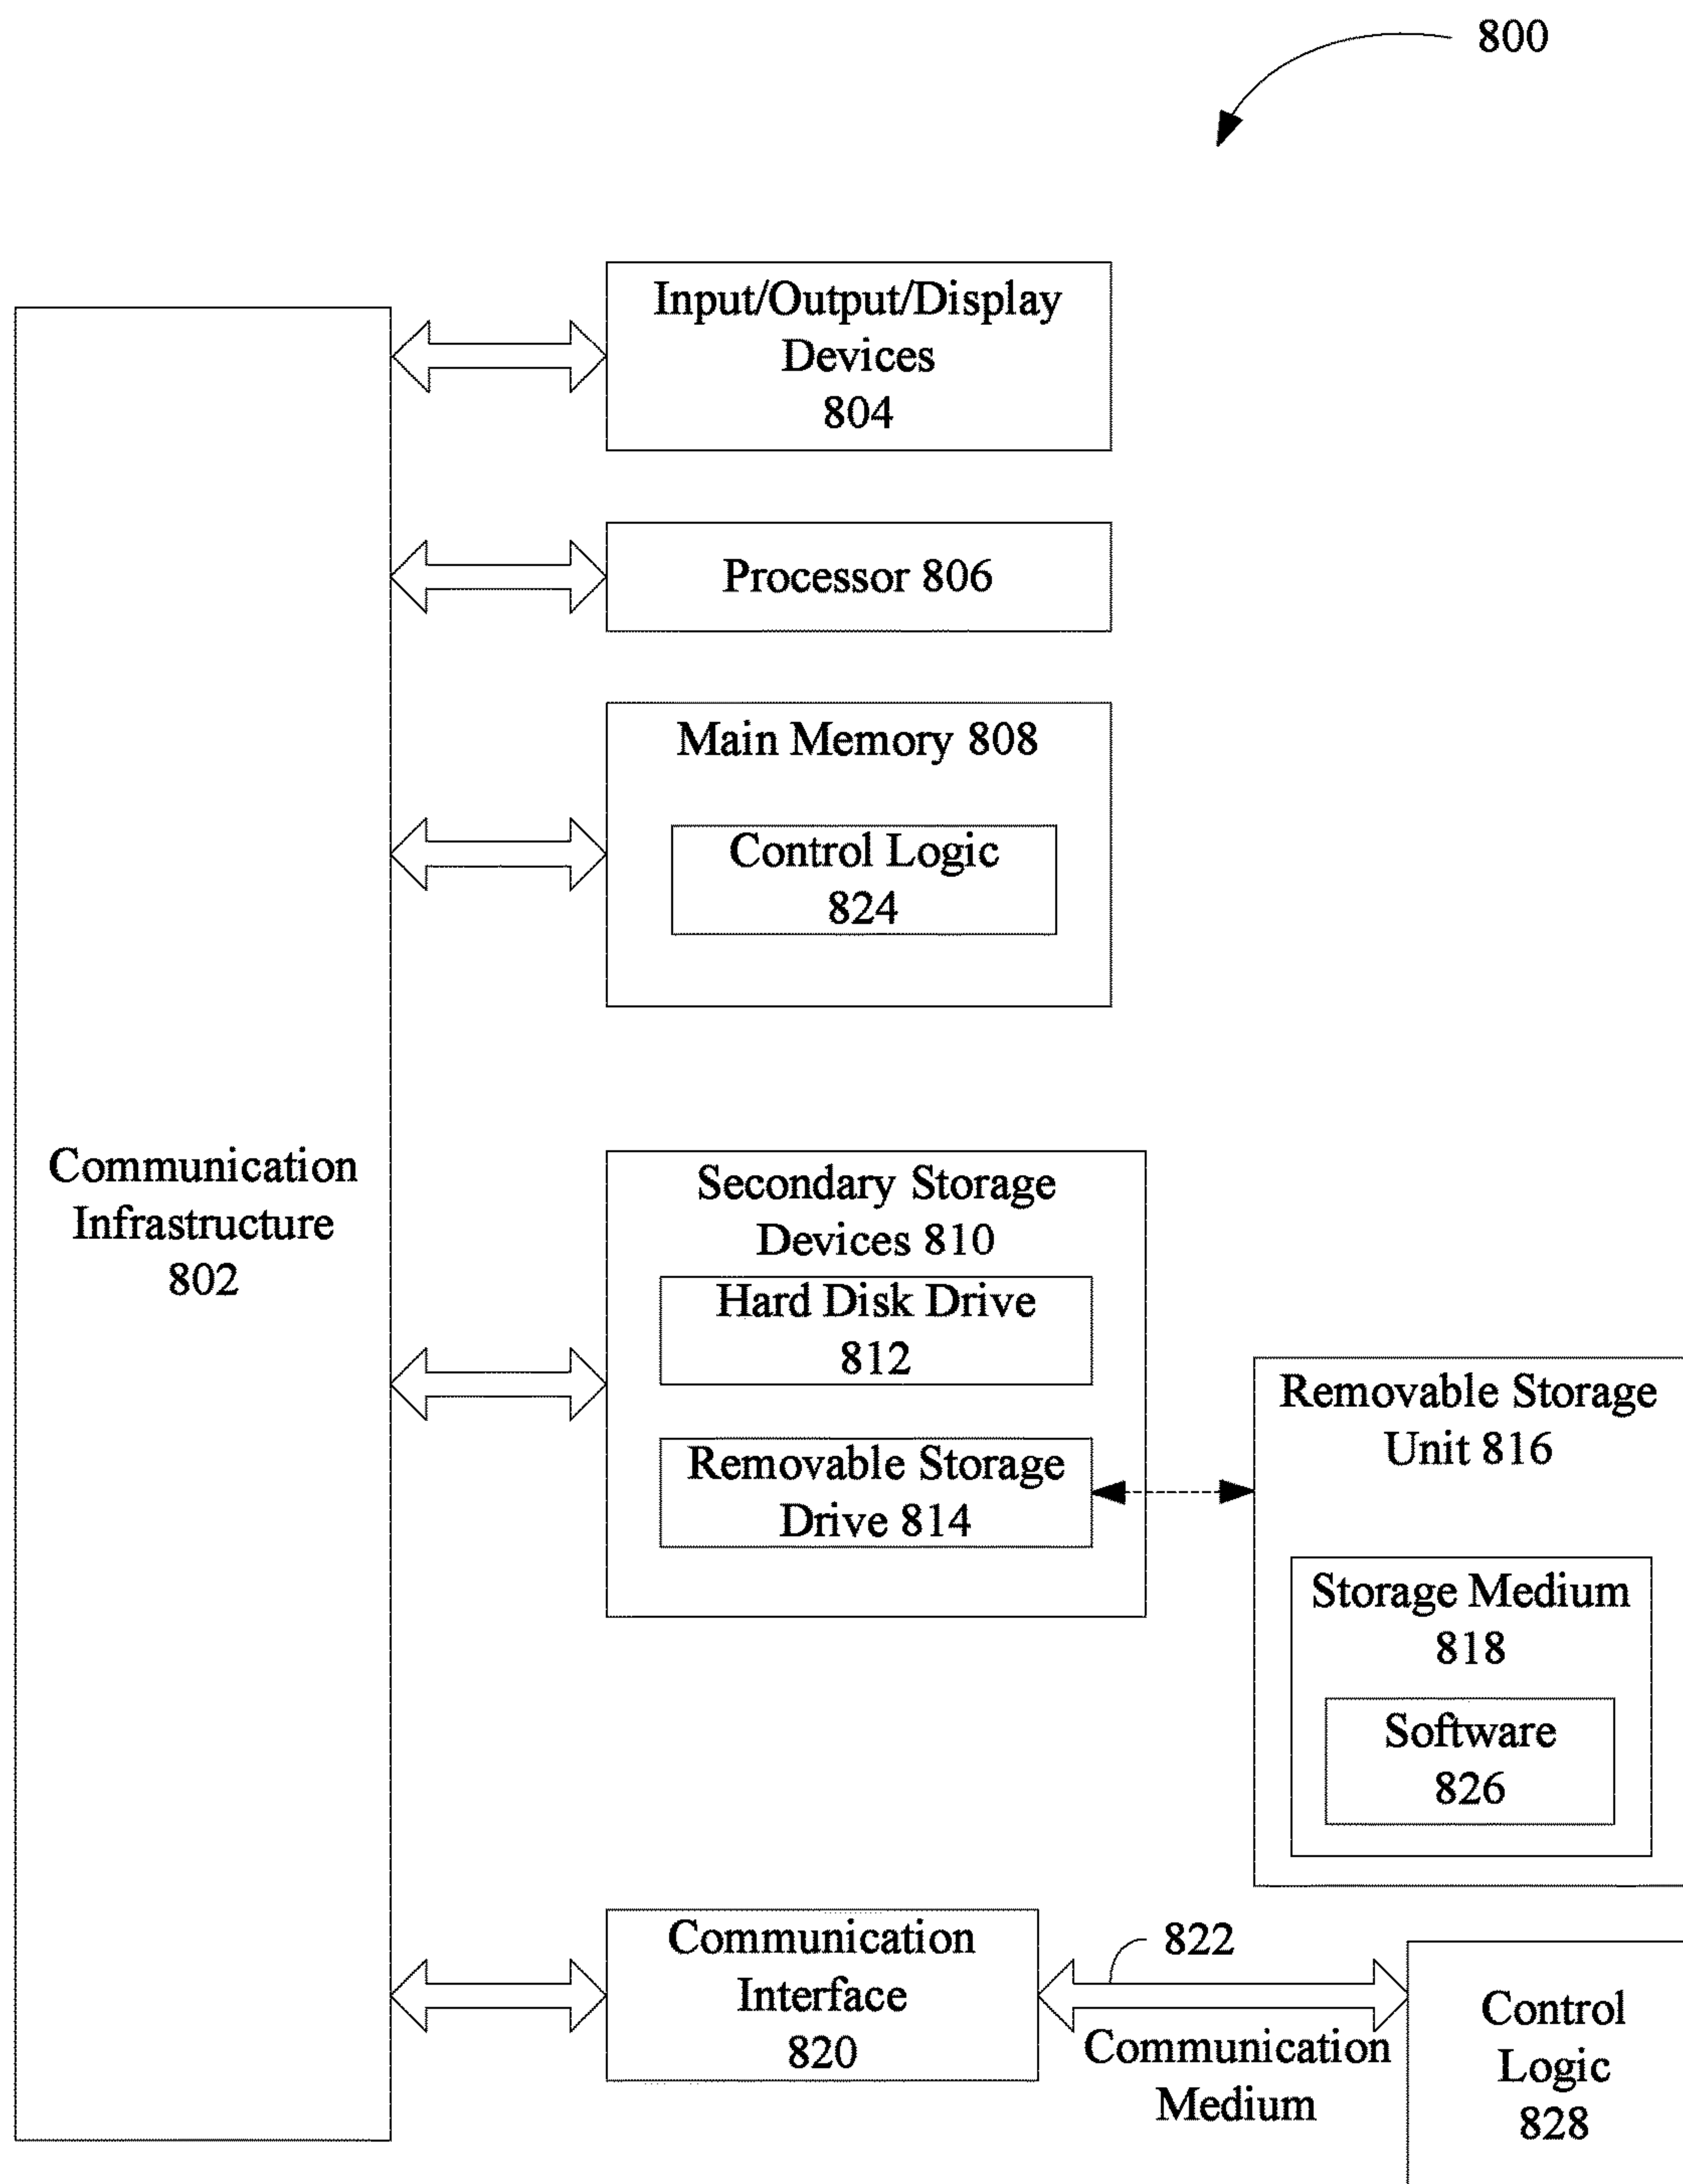 800
Input/Output/Display
Devices
804
Processor 806
Main Memory 808
Control Logic
824
Communication
Infrastructure
802
Secondary Storage
Devices 810
Hard Disk Drive
812
Removable Storage
Drive 814
Removable Storage
Unit 816
Storage Medium
818
Software
826
Communication
Interface
820
822
Communication
Medium
Control
Logic
828